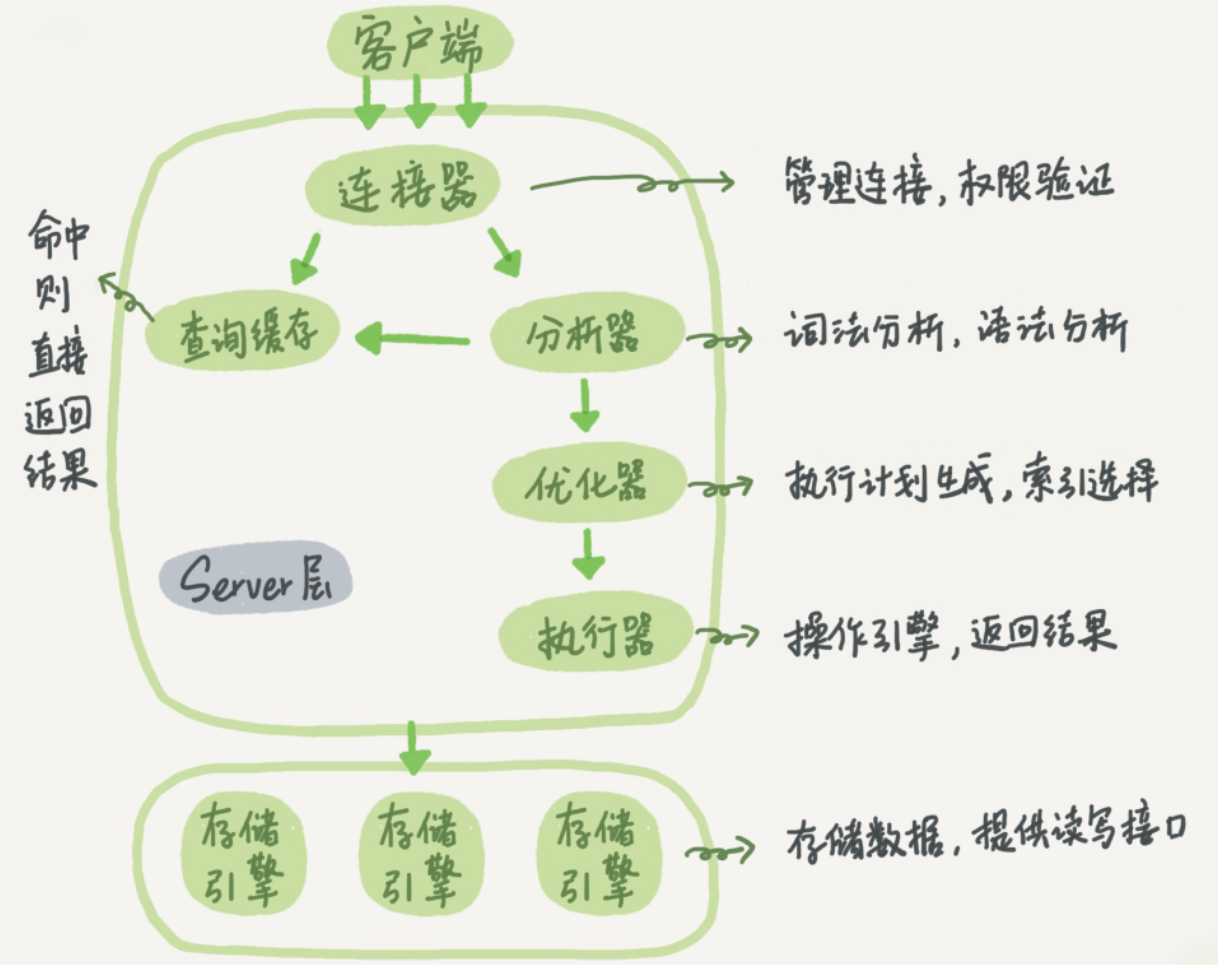 客户端
连接器
管理连接,权限验证
命中
则
直接
返回
结果
查询缓存
分析器
词法分析,语法分析
优化器
执行计划生成,索引选择
Server层
执行器
操作引擎,返回结果
存储
引擎
存储
引擎
存储
引擎
存储数据,提供读写接口